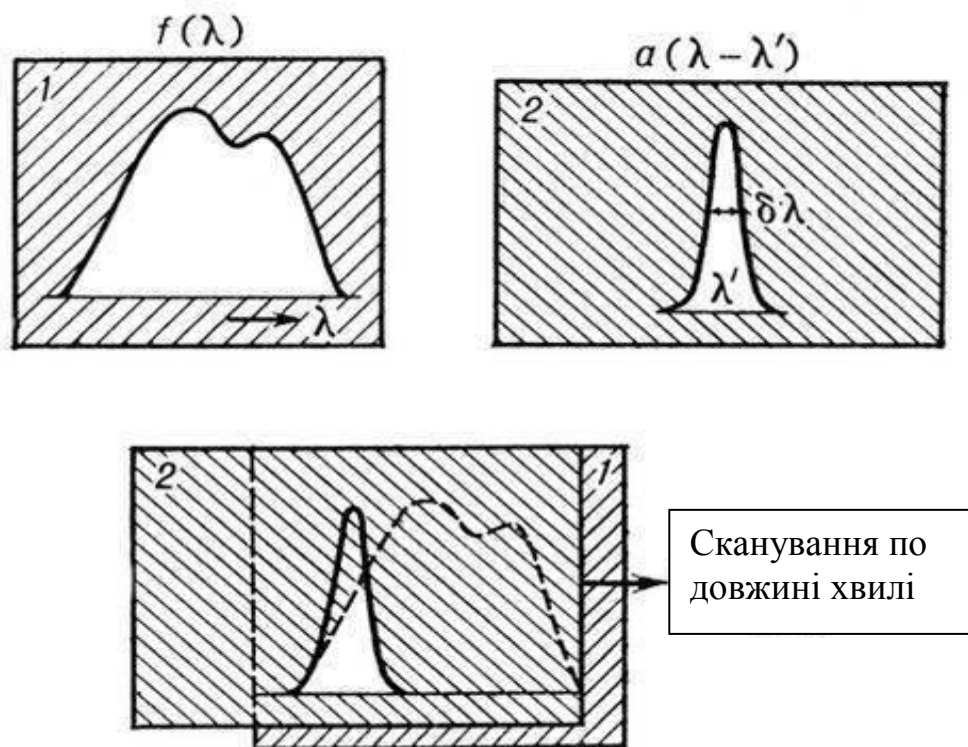 f(λ)
a(λ – λ′)
1
2
δλ
λ′
λ
2
1
Сканування по
довжині хвилі